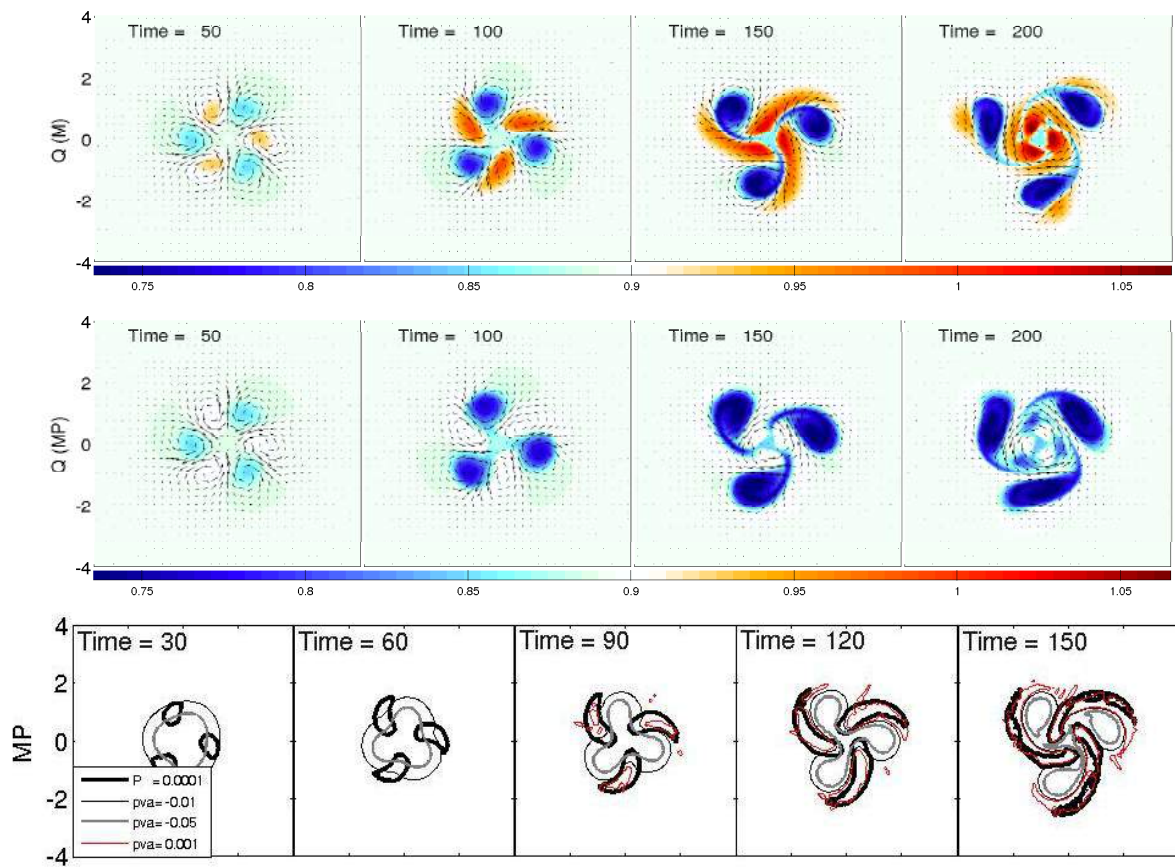 4
2
0
-2
-4
Q (M)
Time = 50
Time = 100
Time = 150
Time = 200
0.75
0.8
0.85
0.9
0.95
1
1.05
4
2
0
-2
-4
Q (MP)
Time = 50
Time = 100
Time = 150
Time = 200
0.75
0.8
0.85
0.9
0.95
1
1.05
4
2
0
-2
-4
MP
Time = 30
Time = 60
Time = 90
Time = 120
Time = 150
P = 0.0001
pva= -0.01
pva= -0.05
pva= 0.001